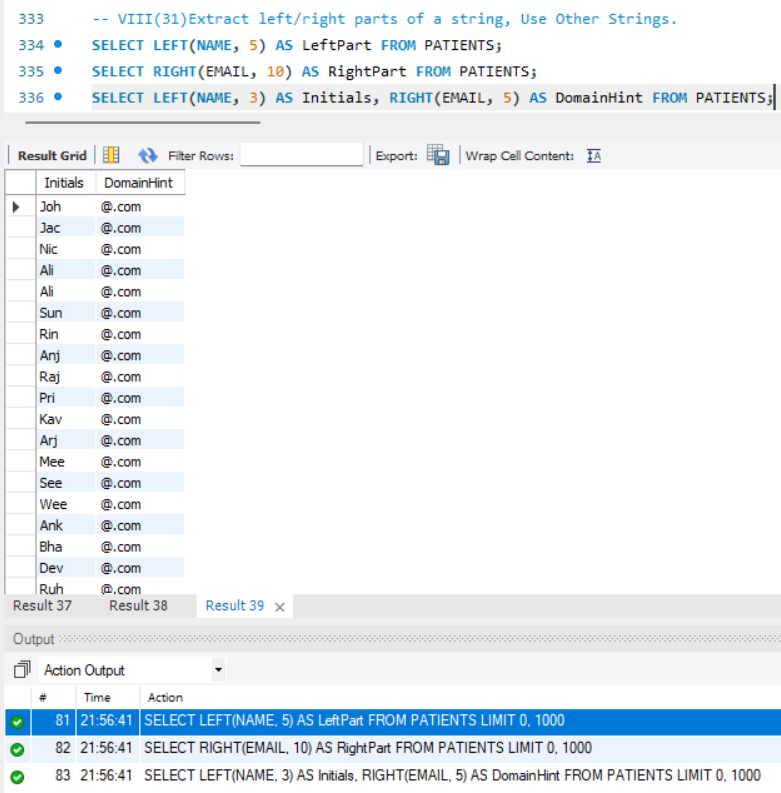 333 -- VIII(31)Extract left/right parts of a string, Use Other Strings.
334 SELECT LEFT(NAME, 5) AS LeftPart FROM PATIENTS;
335 SELECT RIGHT(EMAIL, 10) AS RightPart FROM PATIENTS;
336 SELECT LEFT(NAME, 3) AS Initials, RIGHT(EMAIL, 5) AS DomainHint FROM PATIENTS;
Result Grid Filter Rows: Export: Wrap Cell Content: IA
Initials DomainHint
Joh @.com
Jac @.com
Nic @.com
Ali @.com
Ali @.com
Sun @.com
Rin @.com
Anj @.com
Raj @.com
Pri @.com
Kav @.com
Arj @.com
Mee @.com
See @.com
Wee @.com
Ank @.com
Bha @.com
Dev @.com
Ruh @.com
Result 37 Result 38 Result 39 ×
Output
Action Output
# Time Action
81 21:56:41 SELECT LEFT(NAME, 5) AS LeftPart FROM PATIENTS LIMIT 0, 1000
82 21:56:41 SELECT RIGHT(EMAIL, 10) AS RightPart FROM PATIENTS LIMIT 0, 1000
83 21:56:41 SELECT LEFT(NAME, 3) AS Initials, RIGHT(EMAIL, 5) AS DomainHint FROM PATIENTS LIMIT 0, 1000